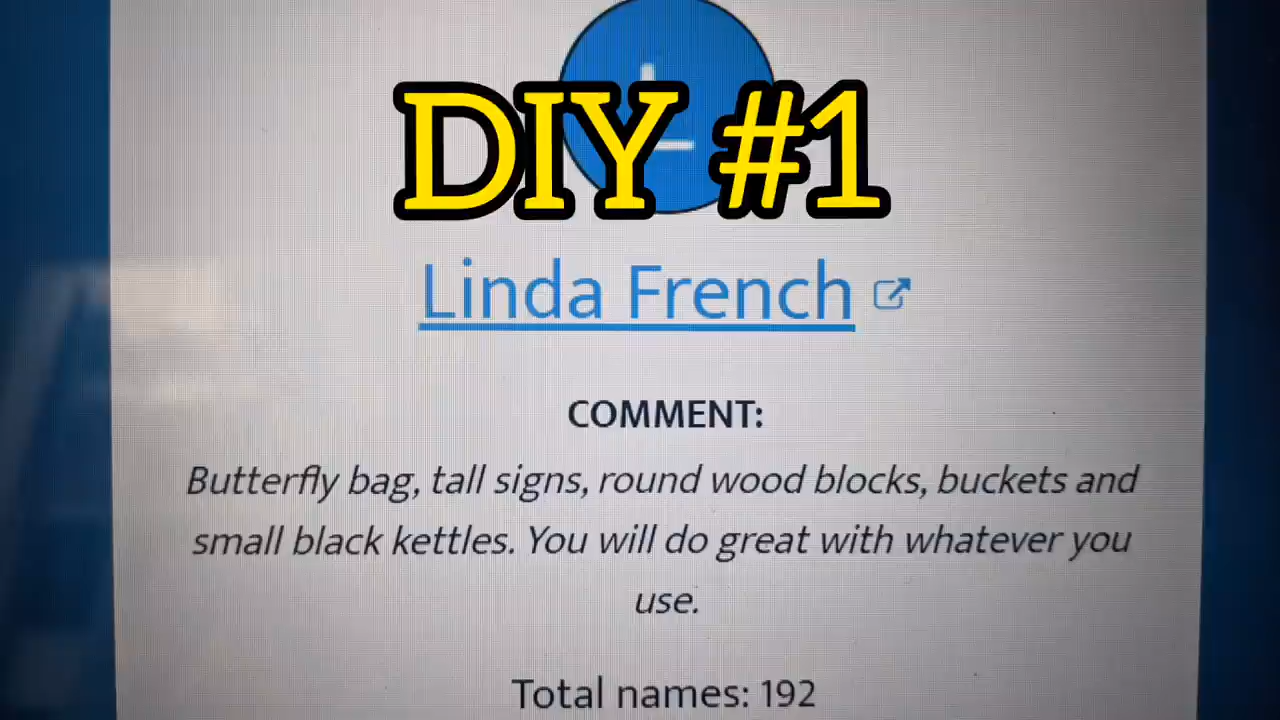 DIY #1
Linda French
COMMENT:
Butterfly bag, tall signs, round wood blocks, buckets and
small black kettles. You will do great with whatever you
use.
Total names: 192